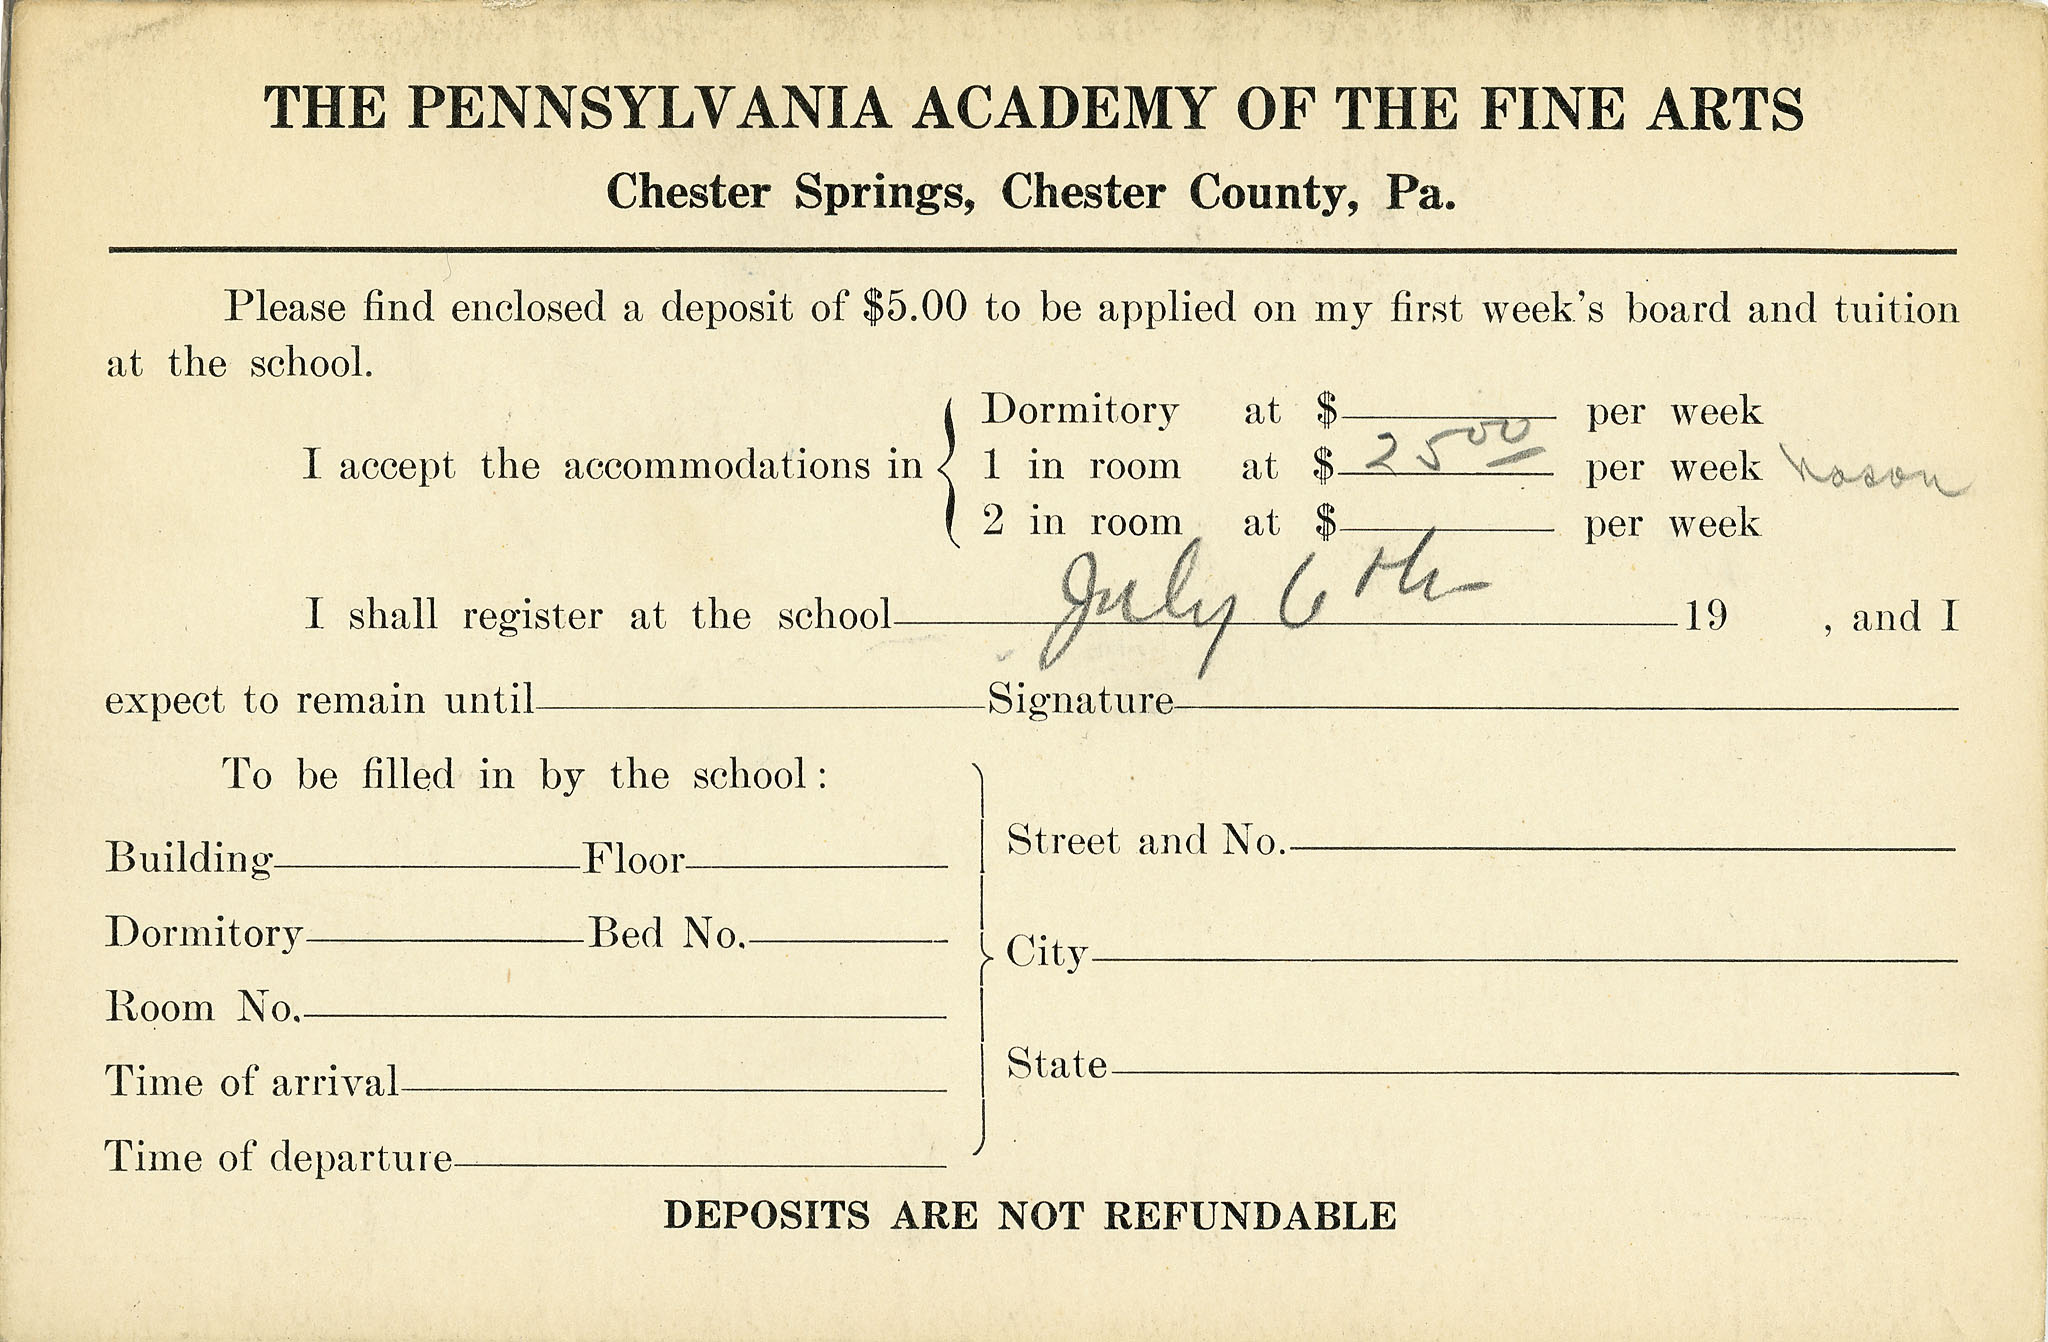 THE PENNSYLVANIA ACADEMY OF THE FINE ARTS
Chester Springs, Chester County, Pa.
Please find enclosed a deposit of $5.00 to be applied on my first week's board and tuition
at the school.
Dormitory at $ per week
I accept the accommodations in 1 in room at $ 25 00 per week
2 in room at $ per week
I shall register at the school July 6th 19 , and I
expect to remain until Signature
To be filled in by the school:
Building Floor
Street and No.
Dormitory Bed No.
City
Room No.
State
Time of arrival
Time of departure
DEPOSITS ARE NOT REFUNDABLE